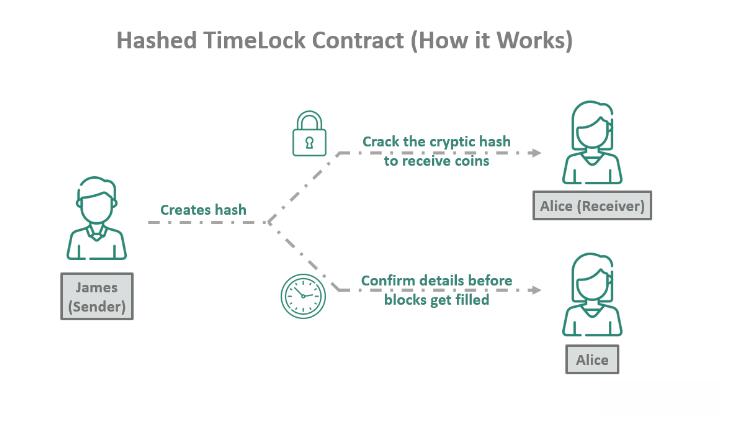 Hashed TimeLock Contract (How it Works)
Crack the cryptic hash
to receive coins
Alice (Receiver)
Creates hash
James
(Sender)
Confirm details before
blocks get filled
Alice